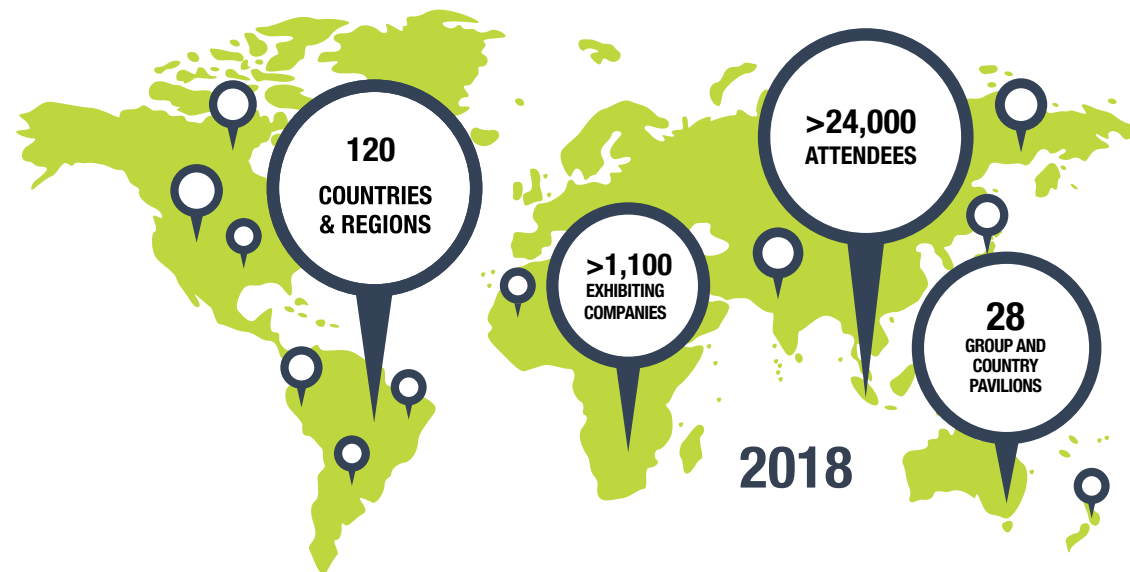 120
COUNTRIES
& REGIONS
>24,000
ATTENDEES
>1,100
EXHIBITING
COMPANIES
28
GROUP AND
COUNTRY
PAVILIONS
2018